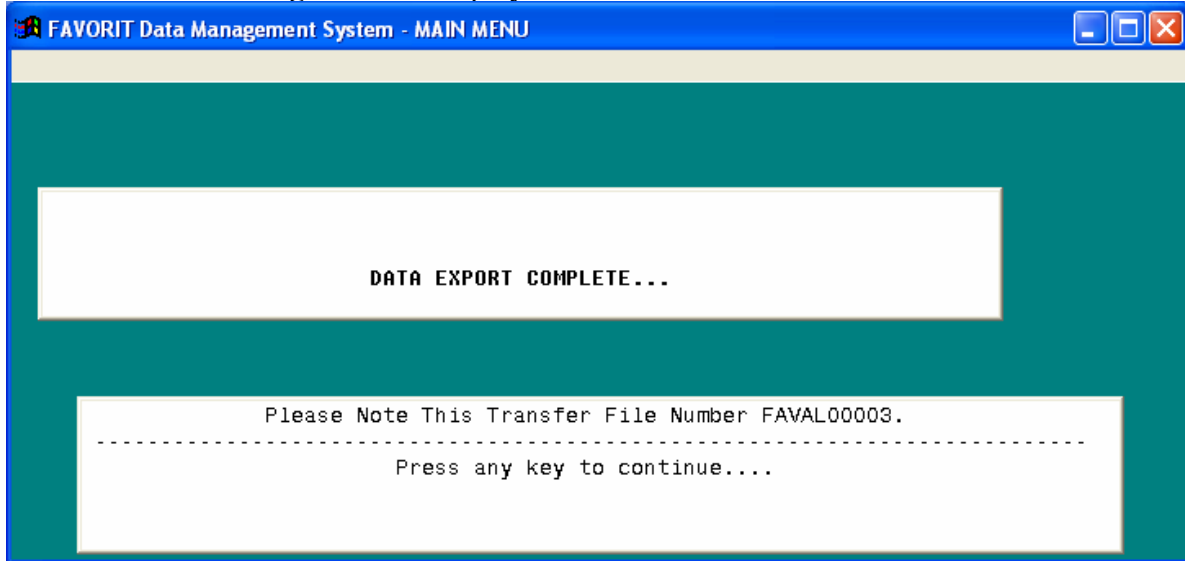 FAVORIT Data Management System - MAIN MENU
DATA EXPORT COMPLETE...
Please Note This Transfer File Number FAVAL00003.
--------------------------------------------------------------------------------
Press any key to continue....